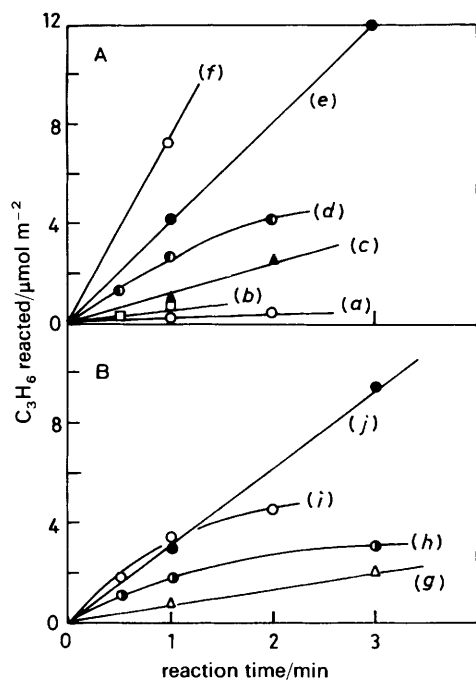 12
A
(f)
(e)
8
(d)
4
(c)
(b)
(a)
0
C₃H₆ reacted/μmol m⁻²
B
8
(j)
(i)
4
(h)
(g)
0
0 1 2 3
reaction time/min